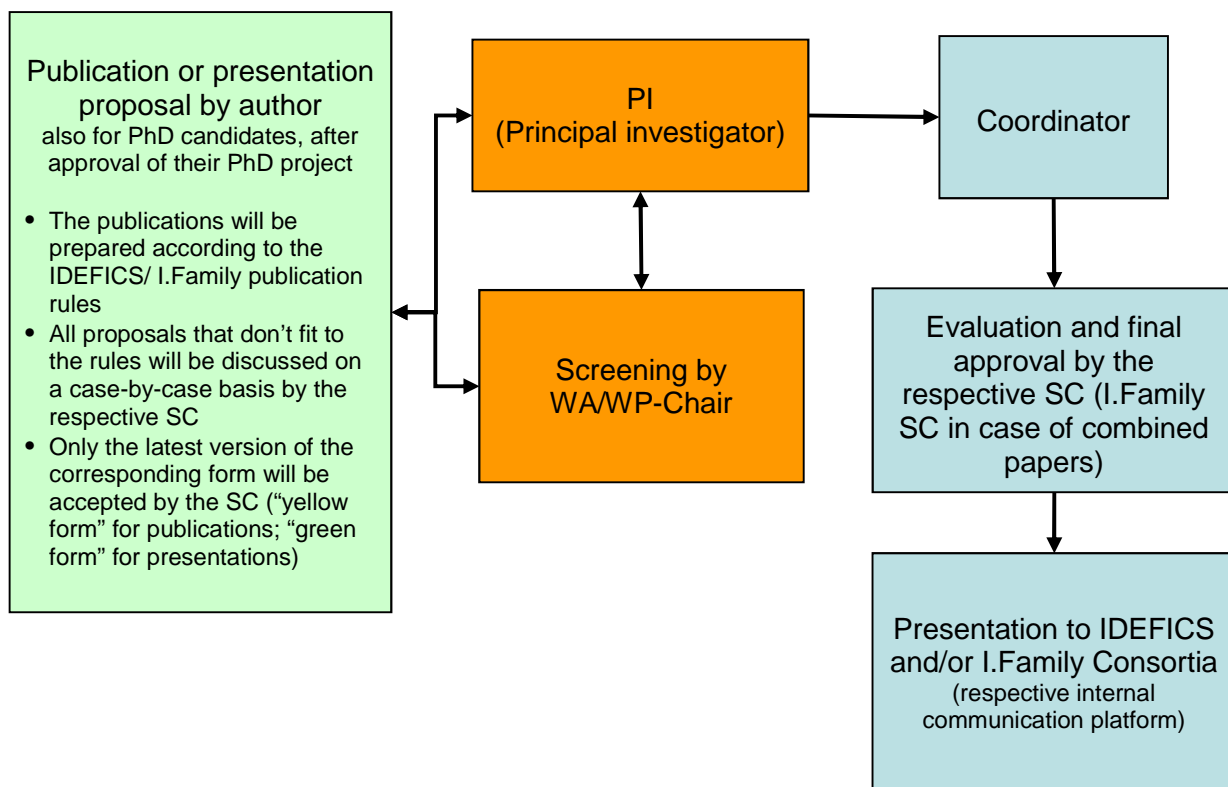 Publication or presentation
proposal by author
also for PhD candidates, after
approval of their PhD project
• The publications will be
prepared according to the
IDEFICS/ I.Family publication
rules
• All proposals that don’t fit to
the rules will be discussed on
a case-by-case basis by the
respective SC
• Only the latest version of the
corresponding form will be
accepted by the SC (“yellow
form” for publications; “green
form” for presentations)
PI
(Principal investigator)
Screening by
WA/WP-Chair
Coordinator
Evaluation and final
approval by the
respective SC (I.Family
SC in case of combined
papers)
Presentation to IDEFICS
and/or I.Family Consortia
(respective internal
communication platform)